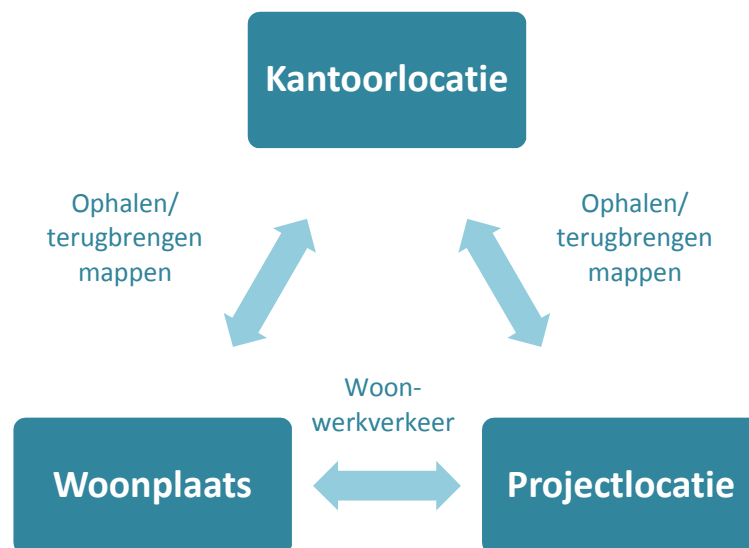 Kantoorlocatie
Ophalen/
terugbrengen
mappen
Ophalen/
terugbrengen
mappen
Woon-
werkverkeer
Woonplaats
Projectlocatie